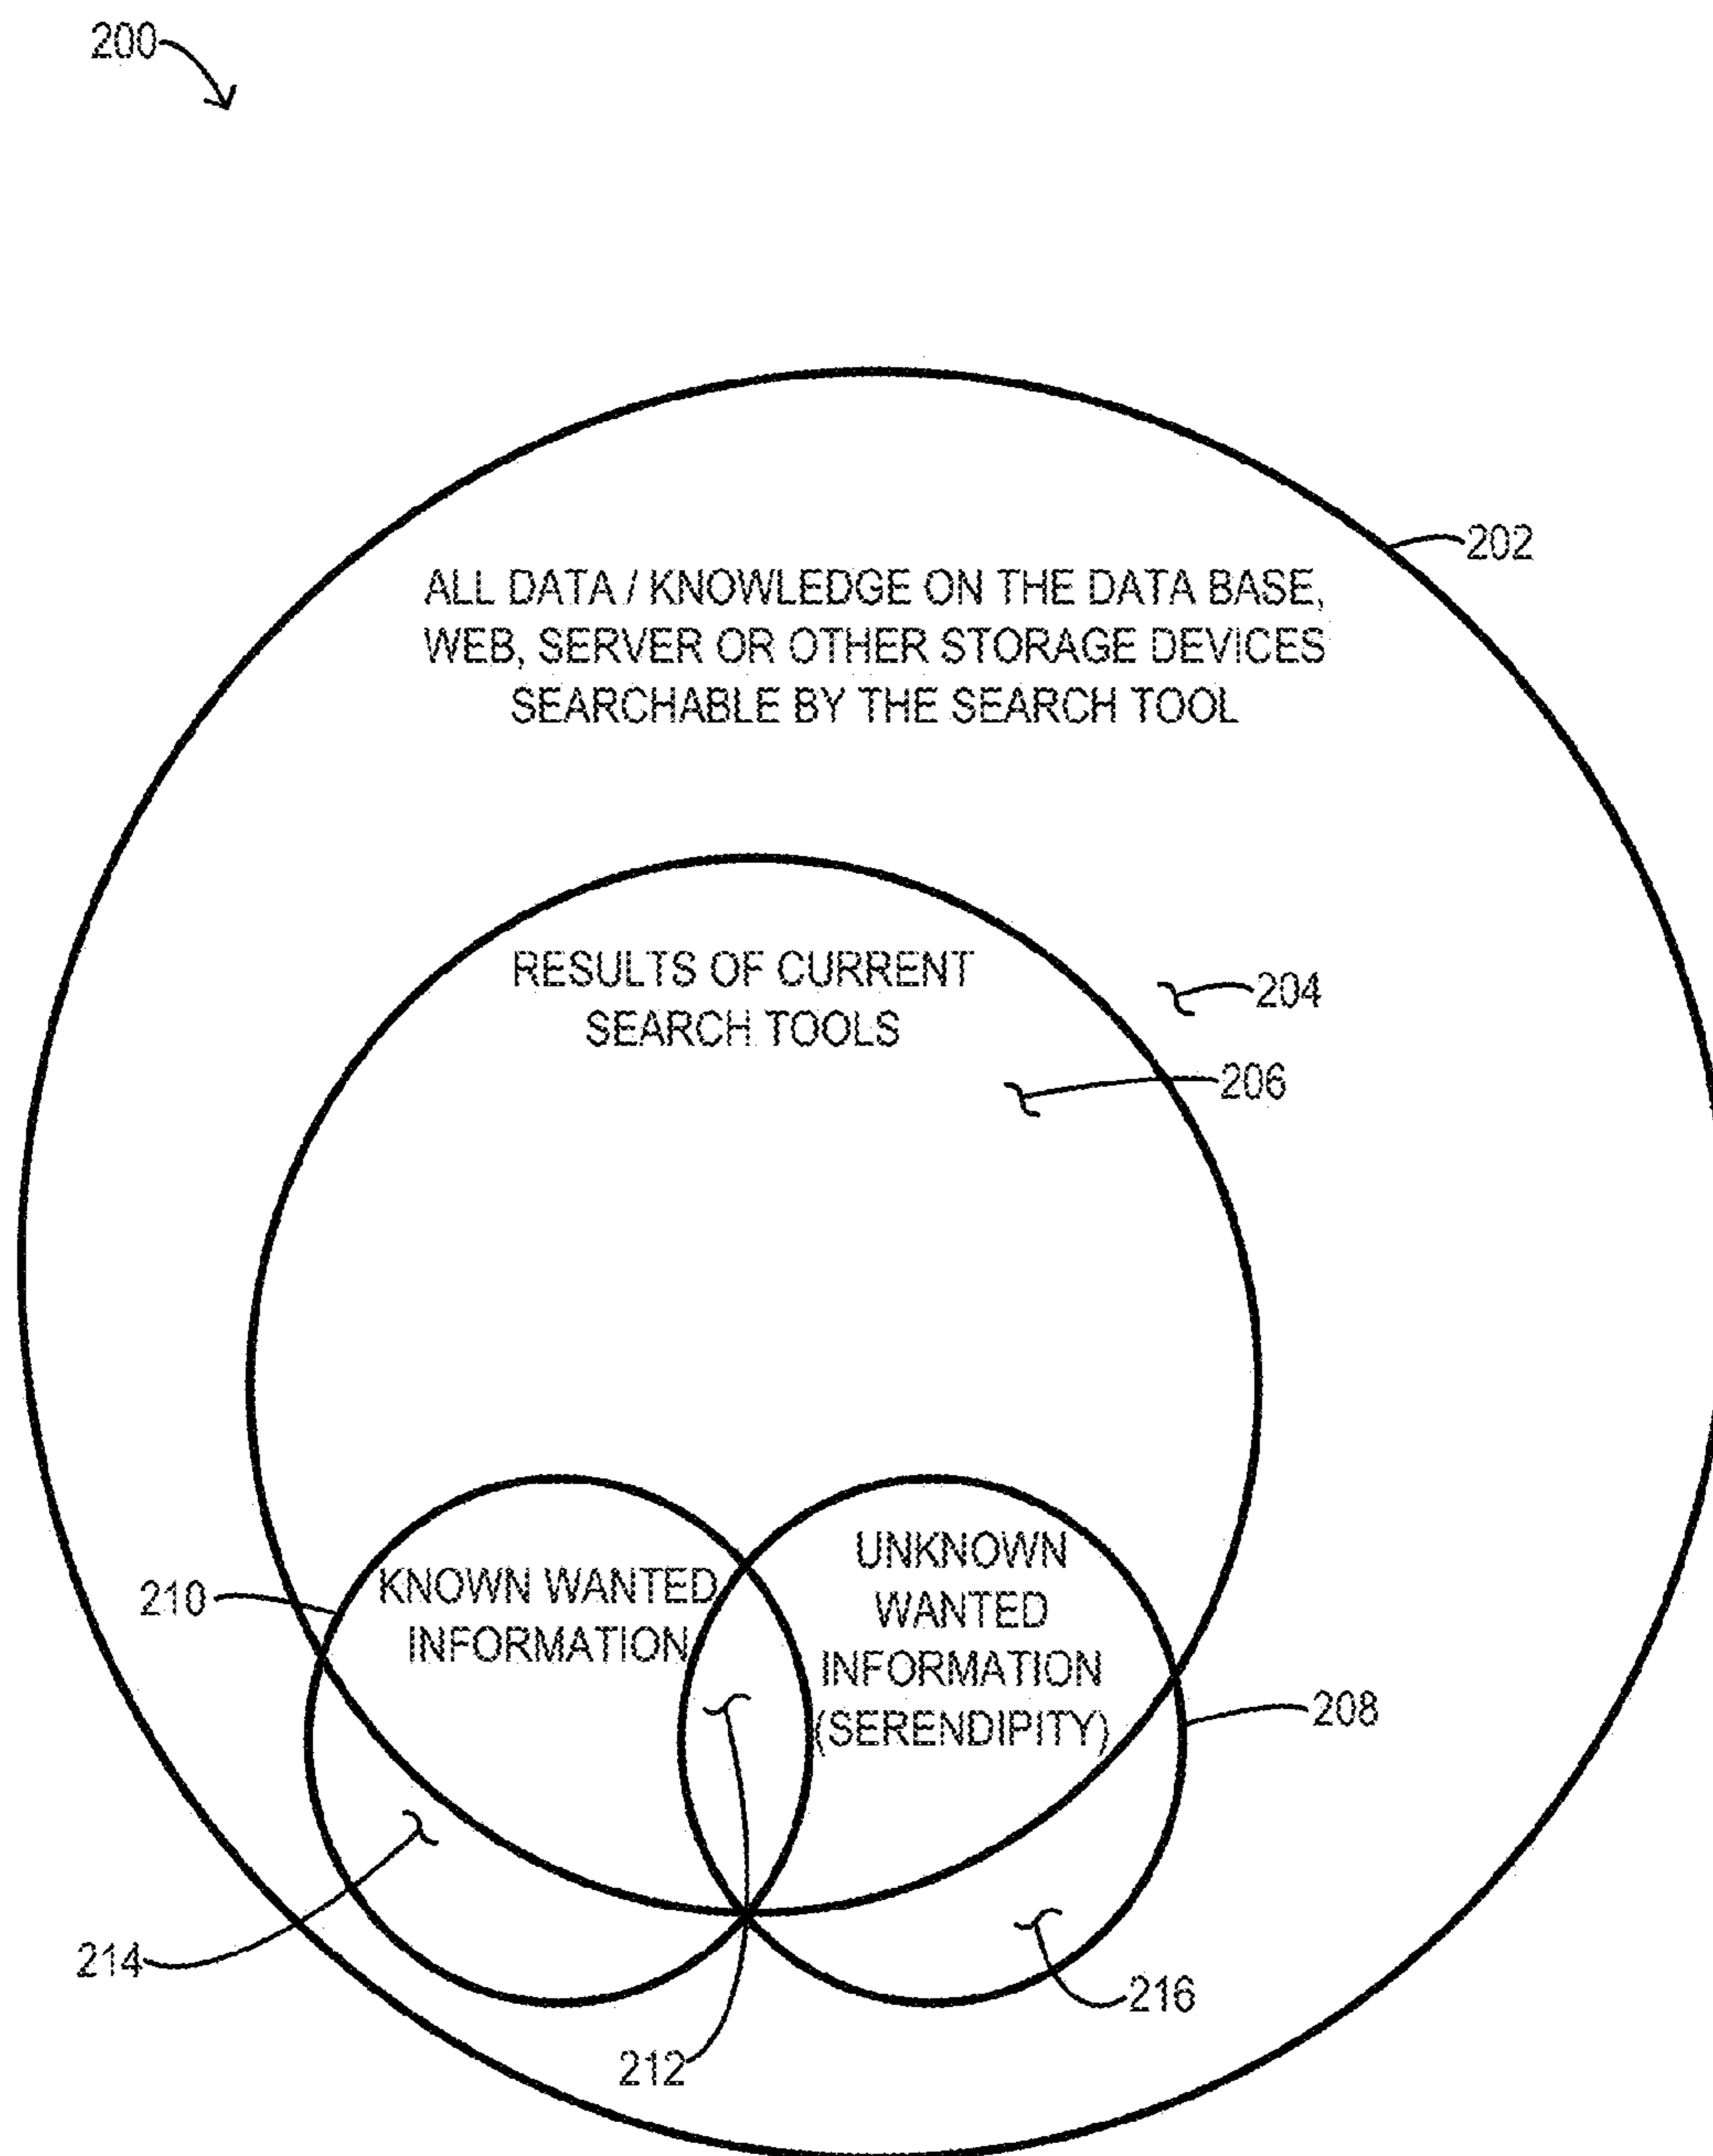 200
202
ALL DATA / KNOWLEDGE ON THE DATA BASE,
WEB, SERVER OR OTHER STORAGE DEVICES
SEARCHABLE BY THE SEARCH TOOL
RESULTS OF CURRENT
SEARCH TOOLS
204
206
210
KNOWN WANTED
INFORMATION
UNKNOWN
WANTED
INFORMATION
(SERENDIPITY)
208
214
216
212